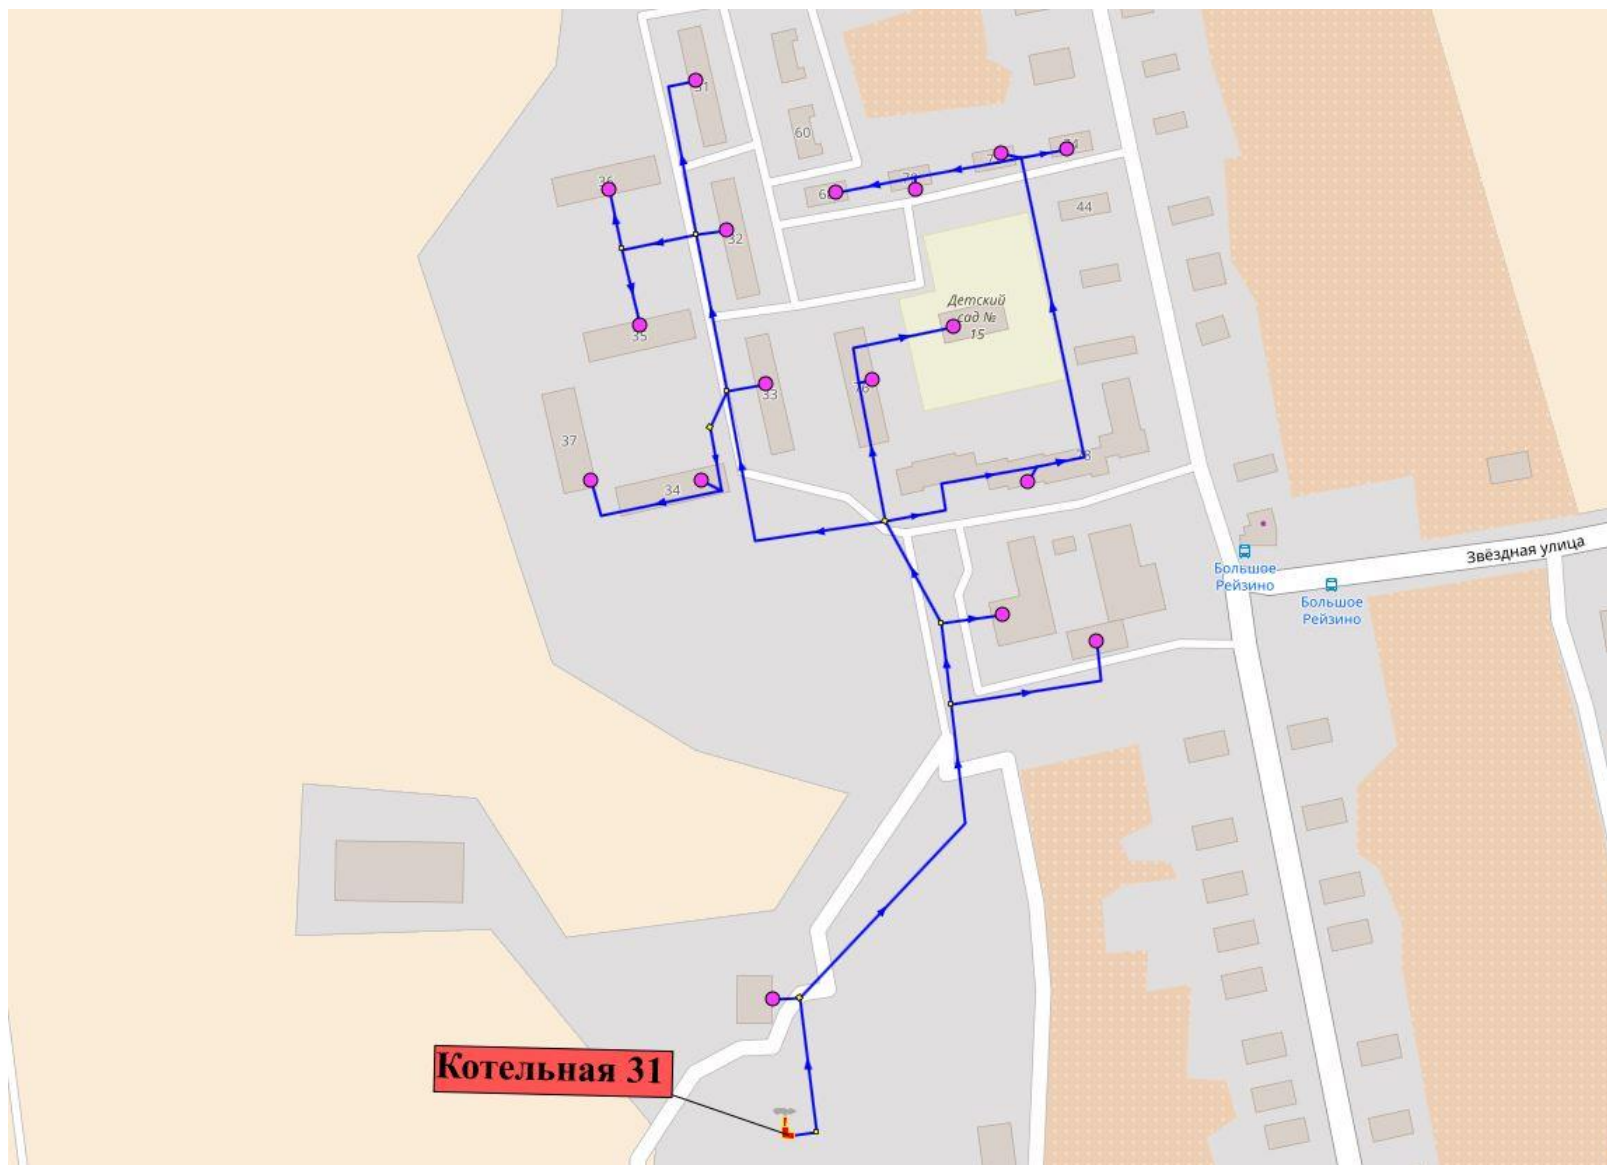 60
36
32
44
Детский
сад №
15
35
33
37
34
Звёздная улица
Большое
Рейзино
Большое
Рейзино
Котельная 31